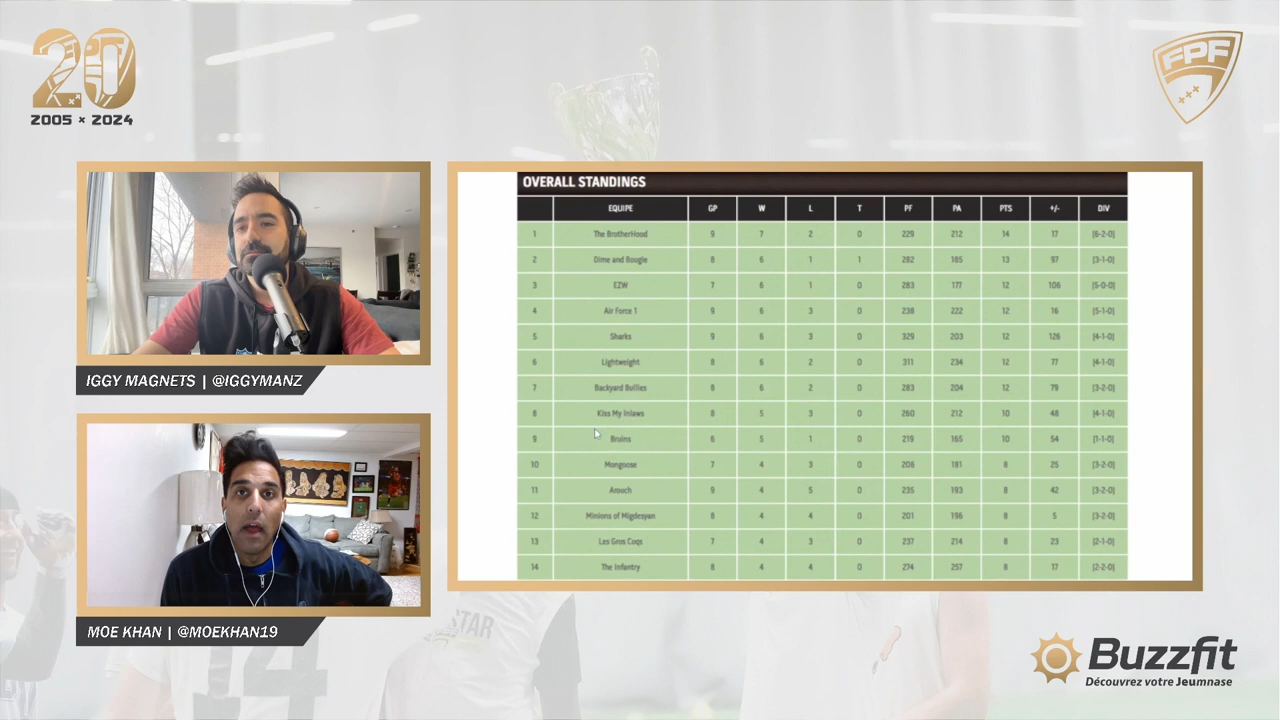 20
2005 × 2024
FPF
OVERALL STANDINGS
EQUIPE GP W L T PF PA PTS +/- DIV
1 The BrotherHood 9 7 2 0 229 212 14 17 (6-2-0)
2 Dime and Bougie 8 6 1 1 282 185 13 97 (3-1-0)
3 EZW 7 6 1 0 283 177 12 106 (5-0-0)
4 Air Force 1 9 6 3 0 238 222 12 16 (5-1-0)
5 Sharks 9 6 3 0 329 203 12 126 (4-1-0)
6 Lightweight 8 6 2 0 311 234 12 77 (4-1-0)
7 Backyard Bullies 8 6 2 0 283 204 12 79 (3-2-0)
8 Kiss My Inlaws 8 5 3 0 260 212 10 48 (4-1-0)
9 Bruins 6 5 1 0 219 165 10 54 (1-1-0)
10 Mongoose 7 4 3 0 206 181 8 25 (3-2-0)
11 Arouch 9 4 5 0 235 193 8 42 (3-2-0)
12 Minions of Migdesyan 8 4 4 0 201 196 8 5 (3-2-0)
13 Les Gros Cuqs 7 4 3 0 237 214 8 23 (2-1-0)
14 The Infantry 8 4 4 0 274 257 8 17 (2-2-0)
IGGY MAGNETS | @IGGYMANZ
MOE KHAN | @MOEKHAN19
STAR
14
Buzzfit
Découvrez votre Jeumnase